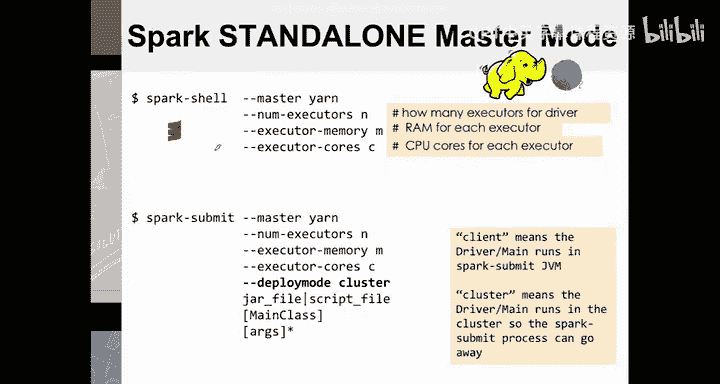 Spark STANDALONE Master Mode
bilibili
$ spark-shell --master yarn
--num-executors n
# how many executors for driver
--executor-memory m
# RAM for each executor
--executor-cores c
# CPU cores for each executor
$ spark-submit --master yarn
--num-executors n
--executor-memory m
--executor-cores c
--deploymode cluster
jar_file|script_file
[MainClass]
[args]*
“client” means the
Driver/Main runs in
spark-submit JVM
“cluster” means the
Driver/Main runs in the
cluster so the spark-
submit process can go
away